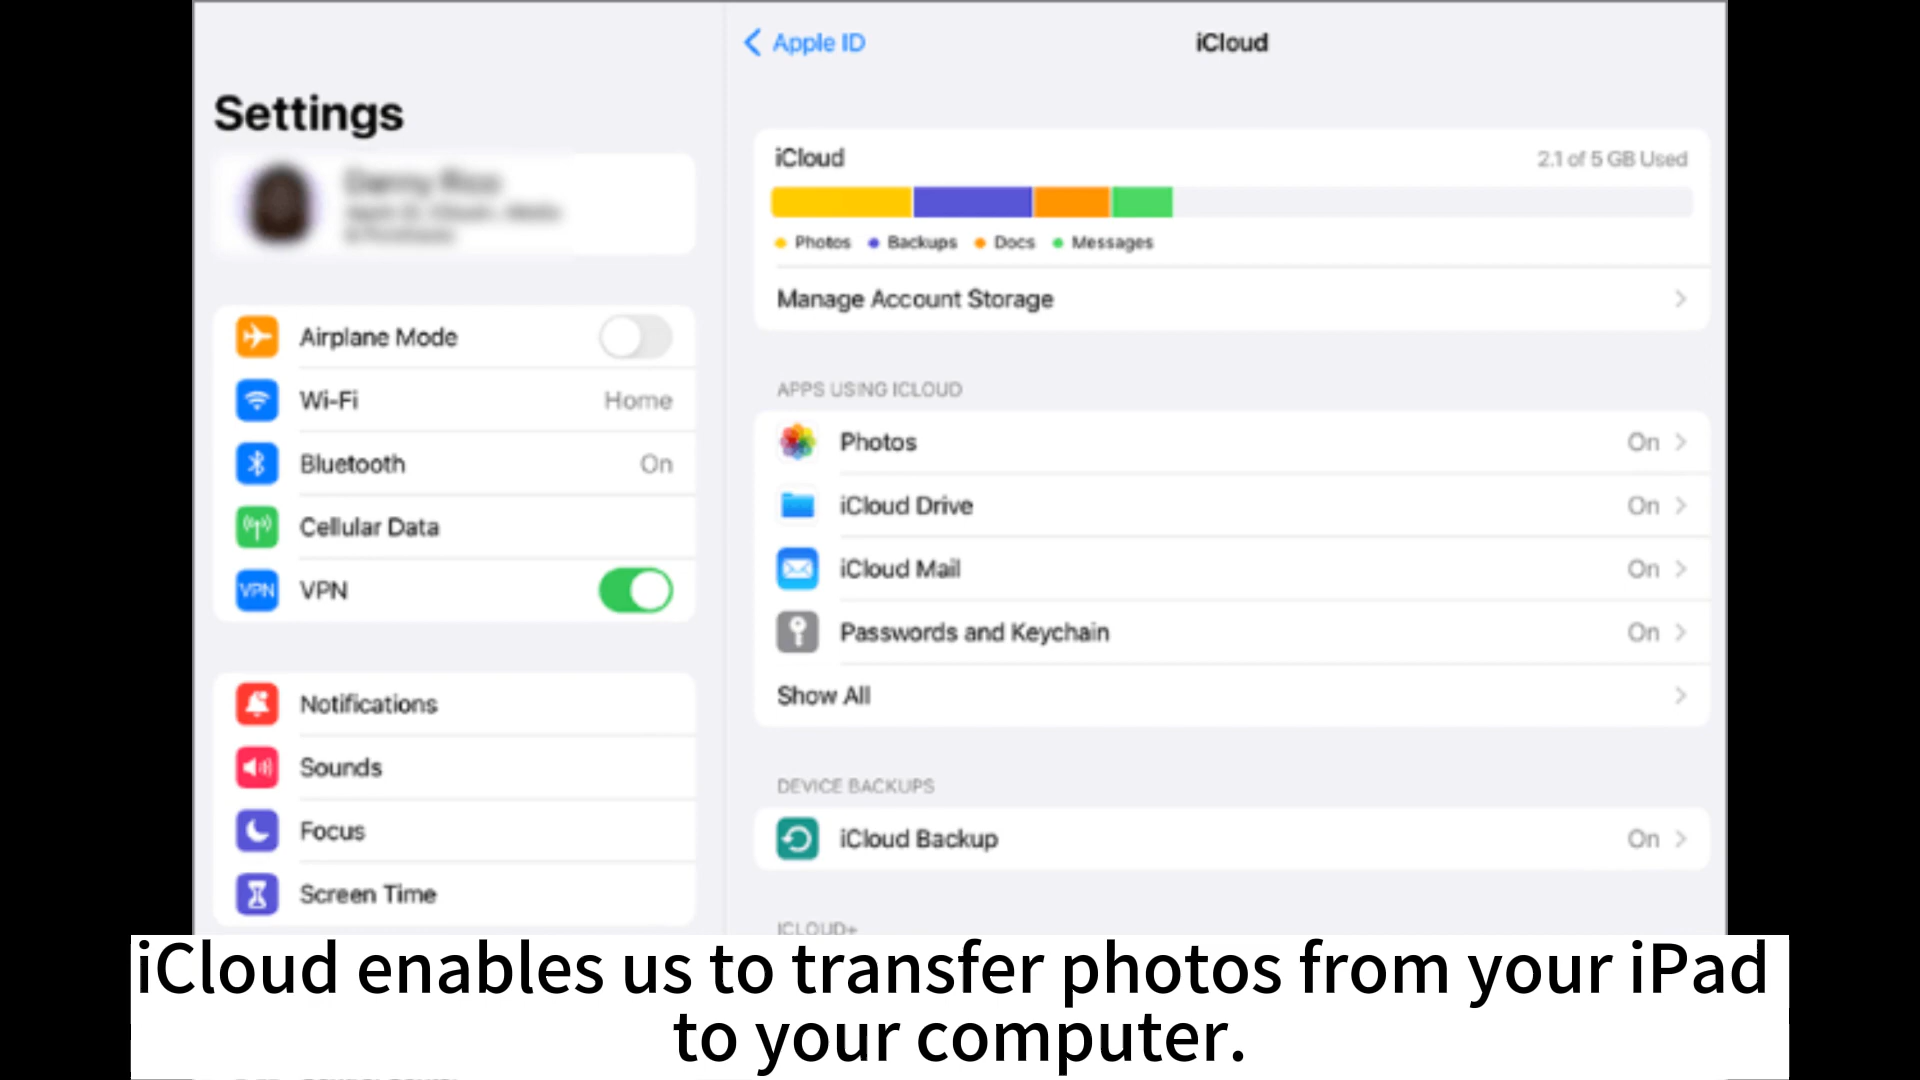 Apple ID
iCloud
Settings
iCloud
2.1 of 5 GB Used
Photos
Backups
Docs
Messages
Manage Account Storage
Airplane Mode
Wi-Fi
Home
Bluetooth
On
Cellular Data
VPN
VPN
APPS USING ICLOUD
Photos
On
iCloud Drive
On
iCloud Mail
On
Passwords and Keychain
On
Show All
Notifications
Sounds
Focus
Screen Time
DEVICE BACKUPS
iCloud Backup
On
ICLOUD+
iCloud enables us to transfer photos from your iPad
to your computer.